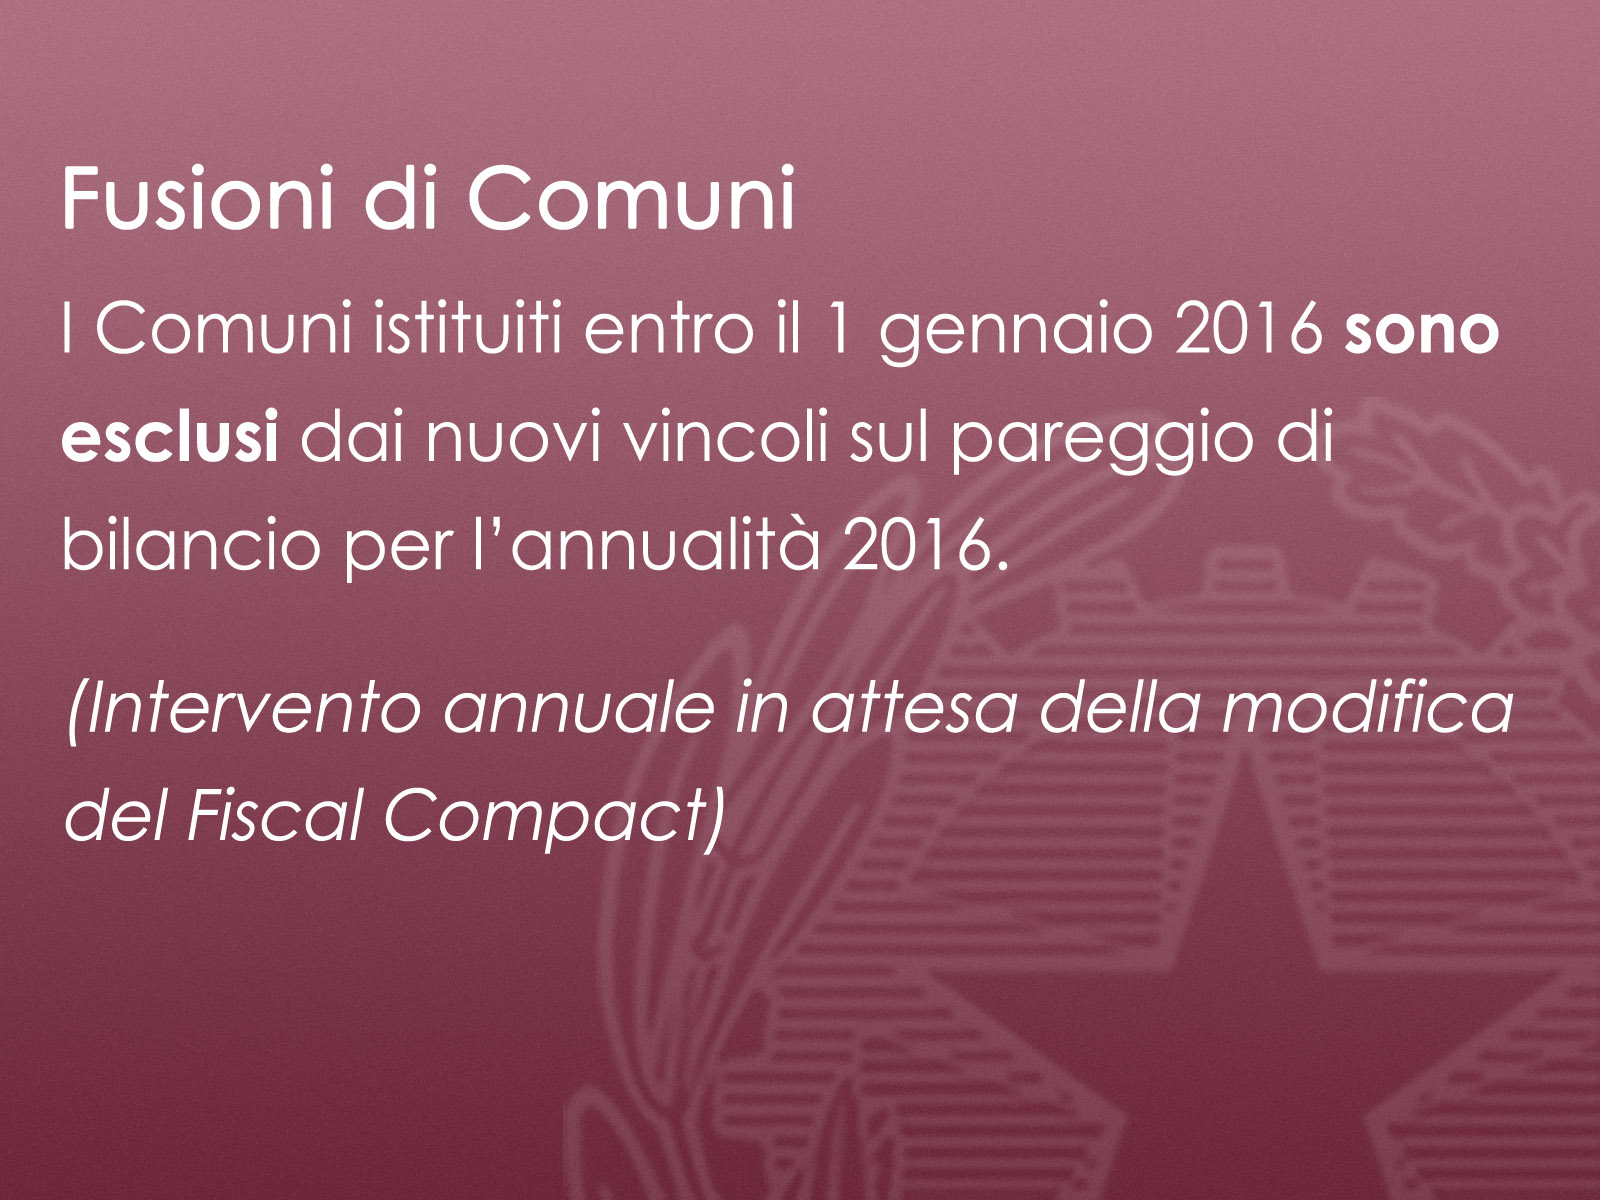 Fusioni di Comuni
I Comuni istituiti entro il 1 gennaio 2016 sono
esclusi dai nuovi vincoli sul pareggio di
bilancio per l’annualità 2016.
(Intervento annuale in attesa della modifica
del Fiscal Compact)